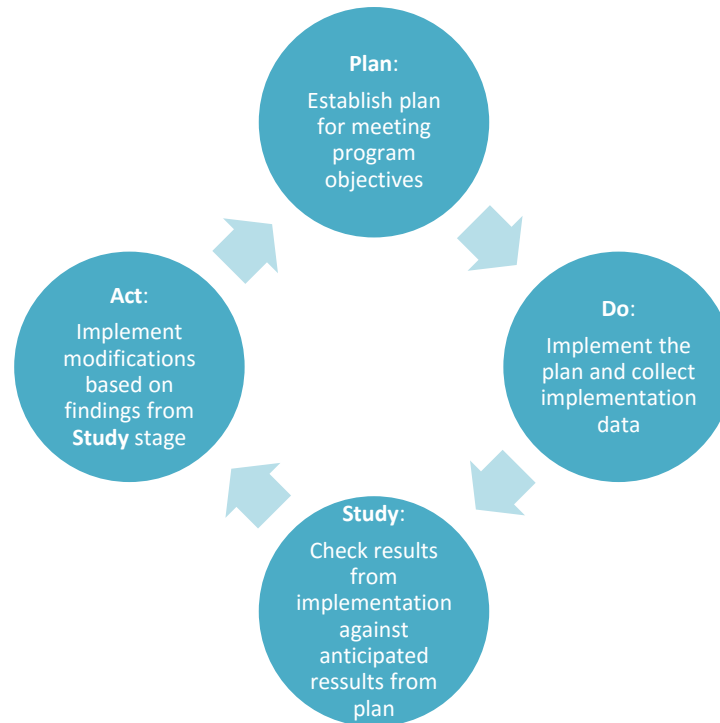 Plan:
Establish plan
for meeting
program
objectives
Do:
Implement the
plan and collect
implementation
data
Study:
Check results
from
implementation
against
anticipated
ressults from
plan
Act:
Implement
modifications
based on
findings from
Study stage